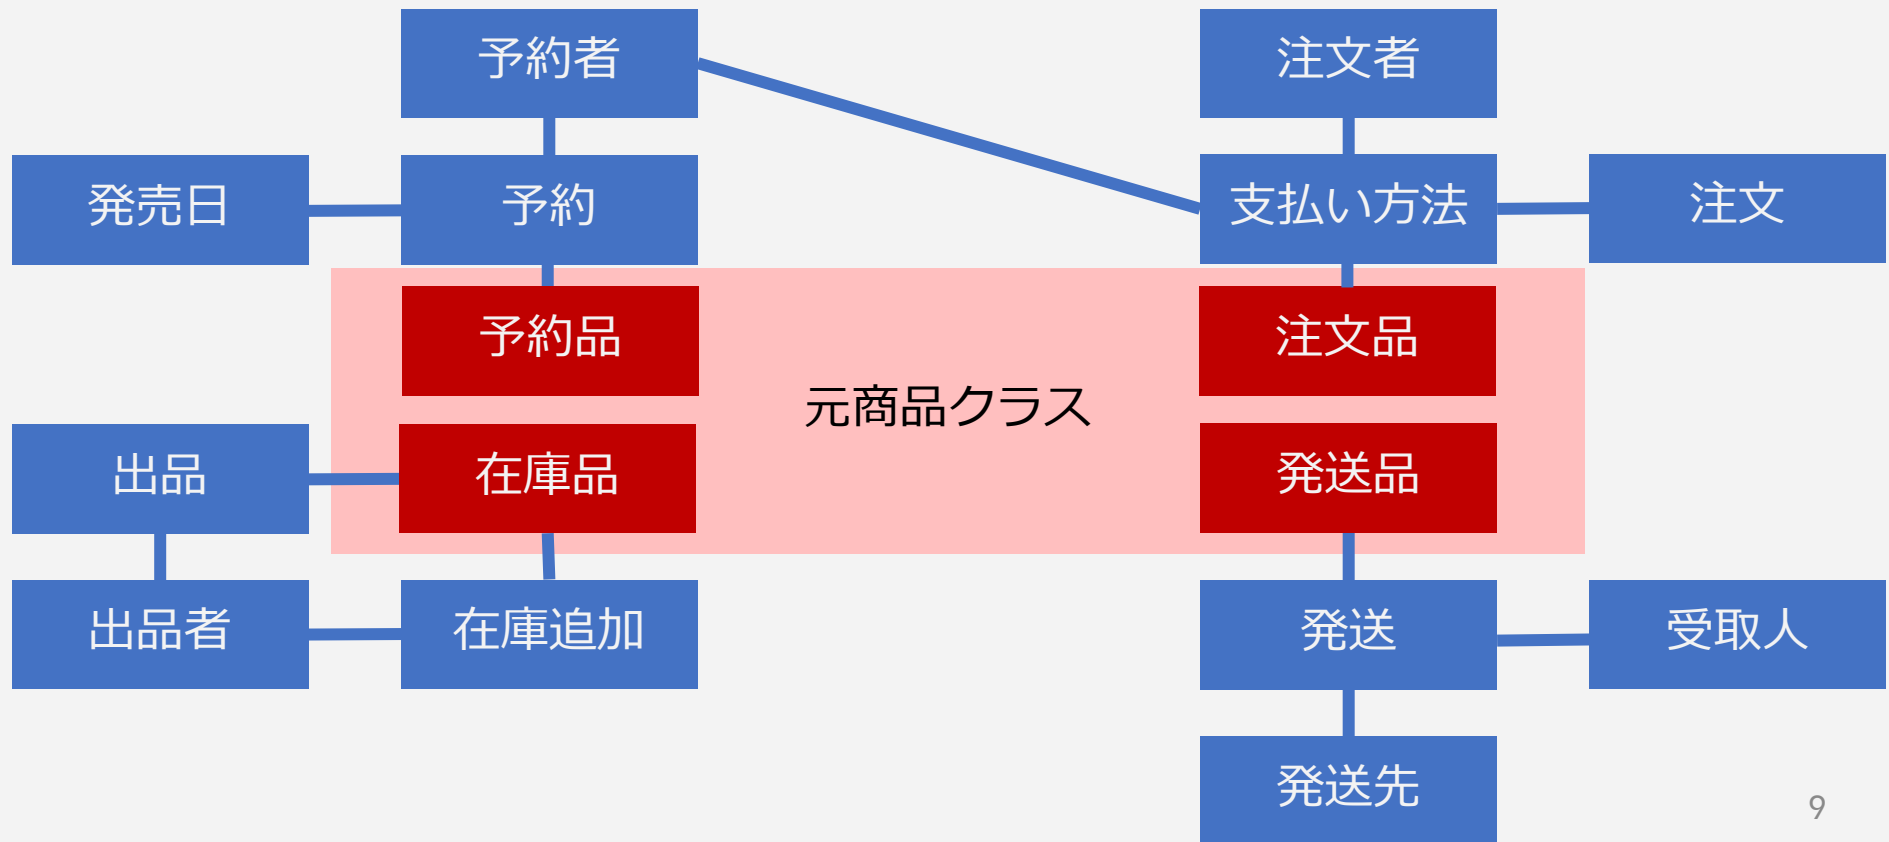 予約者
注文者
発売日
予約
支払い方法
注文
予約品
注文品
元商品クラス
出品
在庫品
発送品
出品者
在庫追加
発送
受取人
発送先
9